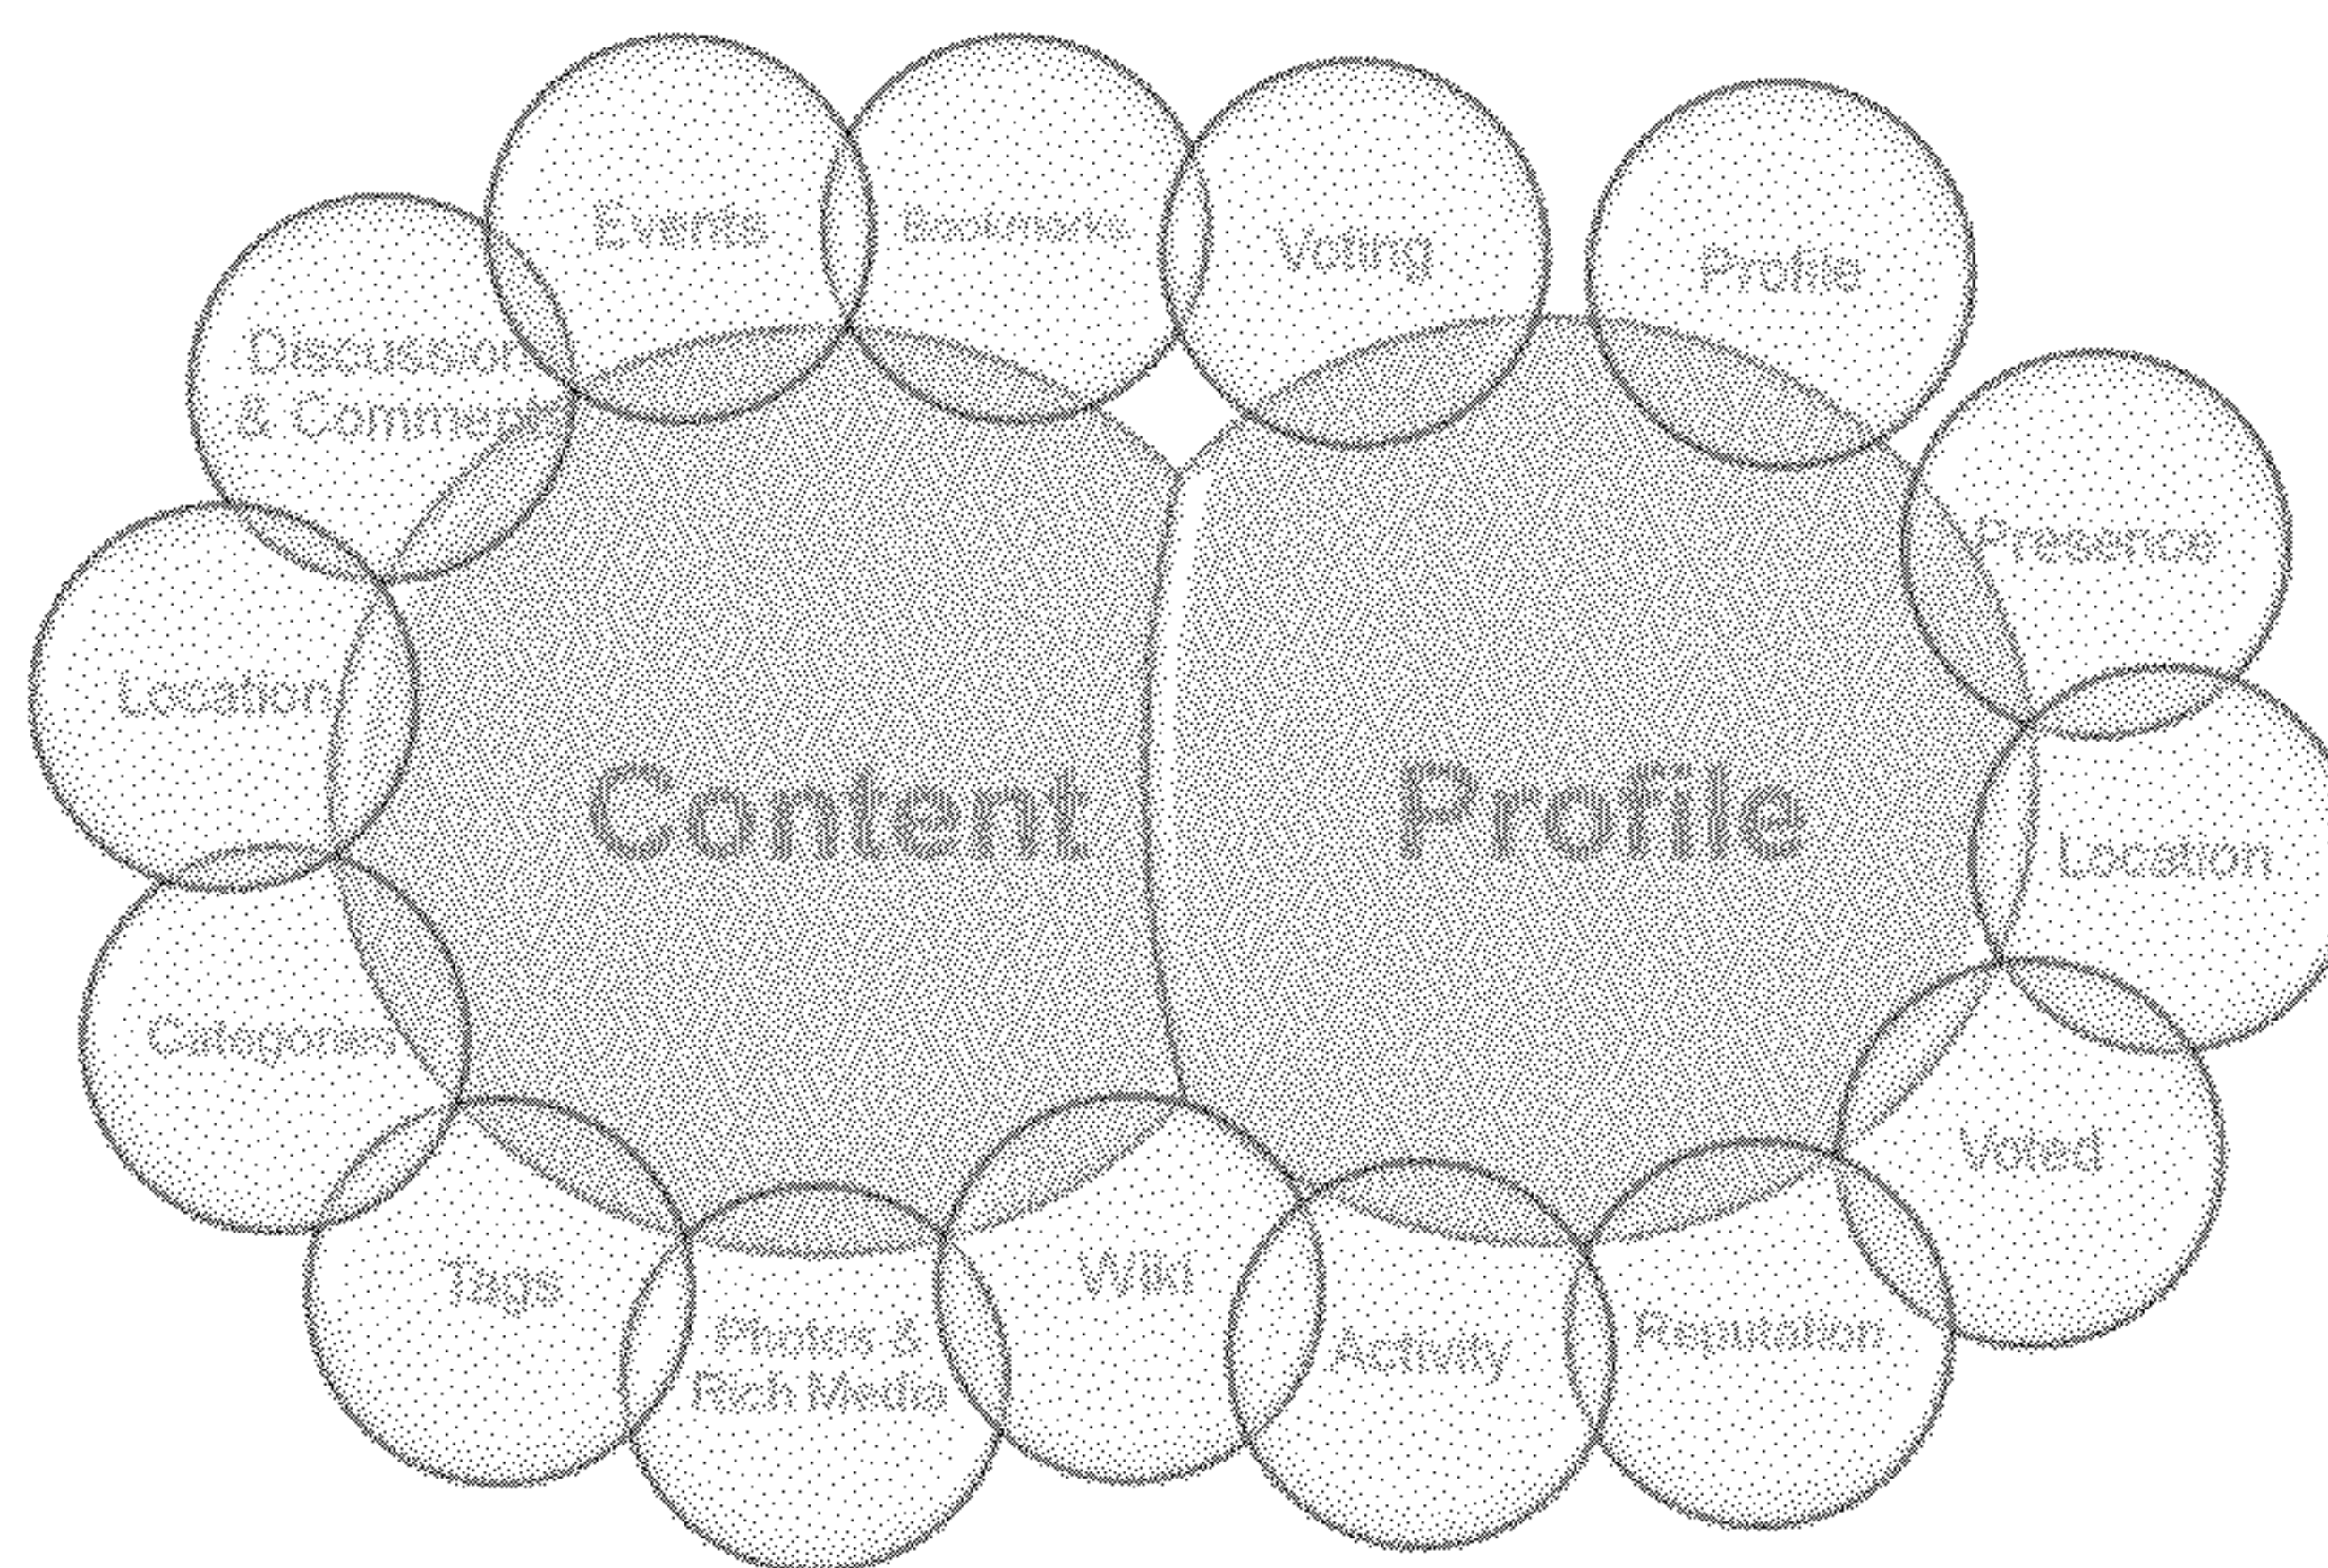 Events
Bookmarks
Voting
Profile
Discussion
& Comment
Presence
Location
Content
Profile
Location
Categories
Voted
Tags
Wiki
Photos &
Rich Media
Activity
Reputation